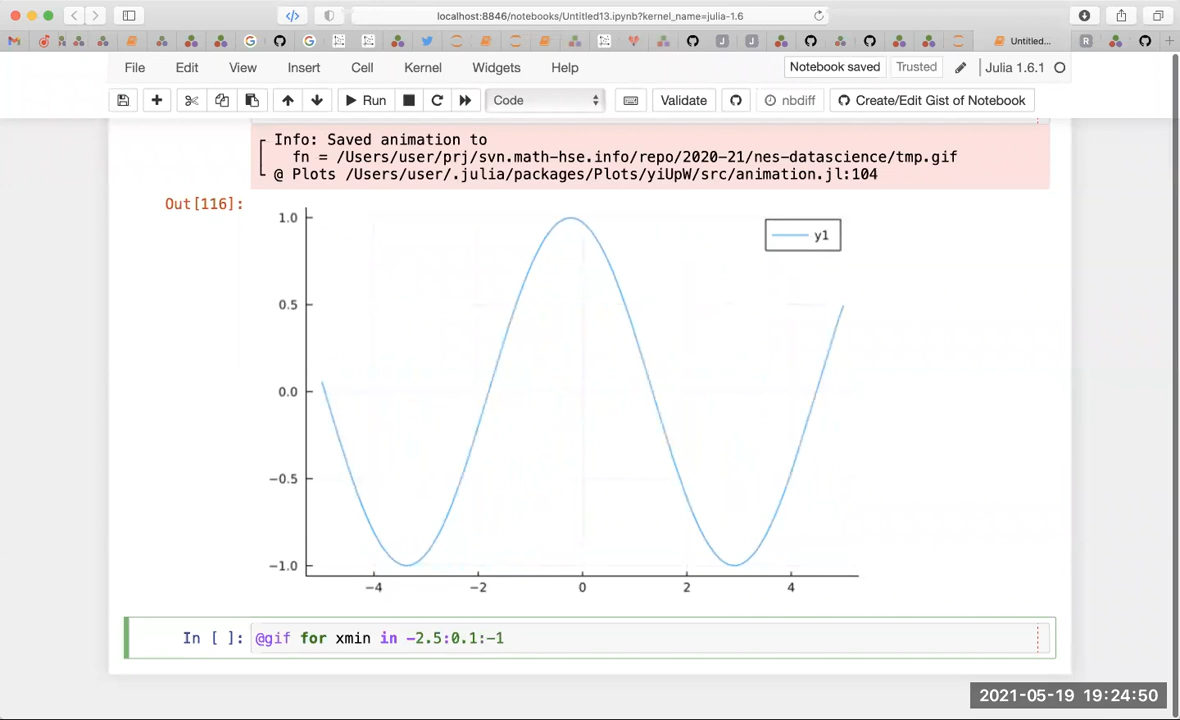 localhost:8846/notebooks/Untitled13.ipynb?kernel_name=julia-1.6
Untitled...
File Edit View Insert Cell Kernel Widgets Help
Notebook saved Trusted Julia 1.6.1
Run Code Validate nbdiff Create/Edit Gist of Notebook
Info: Saved animation to
fn = /Users/user/prj/svn.math-hse.info/repo/2020-21/nes-datascience/tmp.gif
@ Plots /Users/user/.julia/packages/Plots/yiUpW/src/animation.jl:104
Out[116]:
1.0
y1
0.5
0.0
−0.5
−1.0
−4 −2 0 2 4
In [ ]: @gif for xmin in -2.5:0.1:-1
2021-05-19 19:24:50